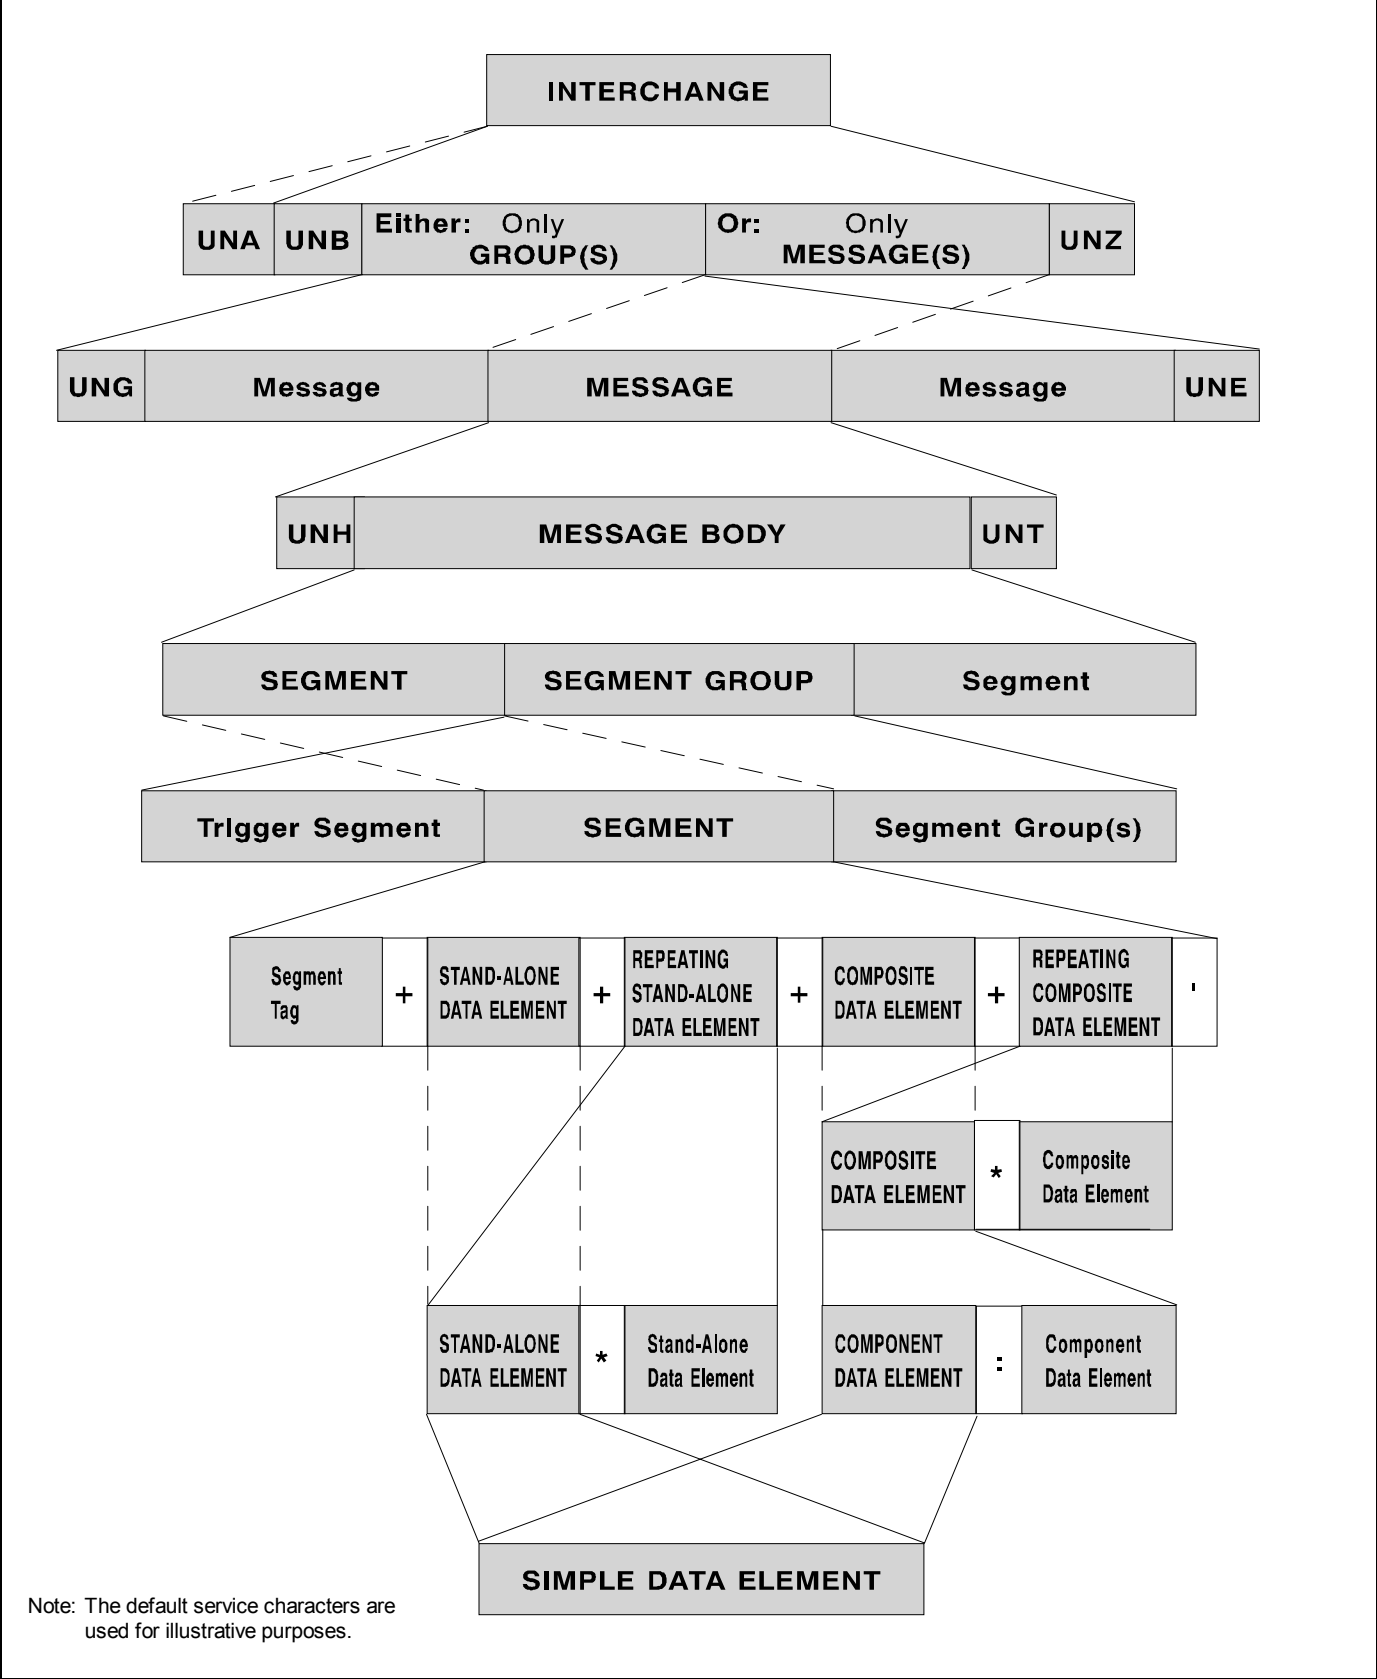 INTERCHANGE
UNA UNB Either: Only GROUP(S) Or: Only MESSAGE(S) UNZ
UNG Message MESSAGE Message UNE
UNH MESSAGE BODY UNT
SEGMENT SEGMENT GROUP Segment
TrIgger Segment SEGMENT Segment Group(s)
Segment
Tag
+
STAND-ALONE
DATA ELEMENT
+
REPEATING
STAND-ALONE
DATA ELEMENT
+
COMPOSITE
DATA ELEMENT
+
REPEATING
COMPOSITE
DATA ELEMENT
'
COMPOSITE
DATA ELEMENT
*
Composite
Data Element
STAND-ALONE
DATA ELEMENT
*
Stand-Alone
Data Element
COMPONENT
DATA ELEMENT
:
Component
Data Element
SIMPLE DATA ELEMENT
Note: The default service characters are
used for illustrative purposes.